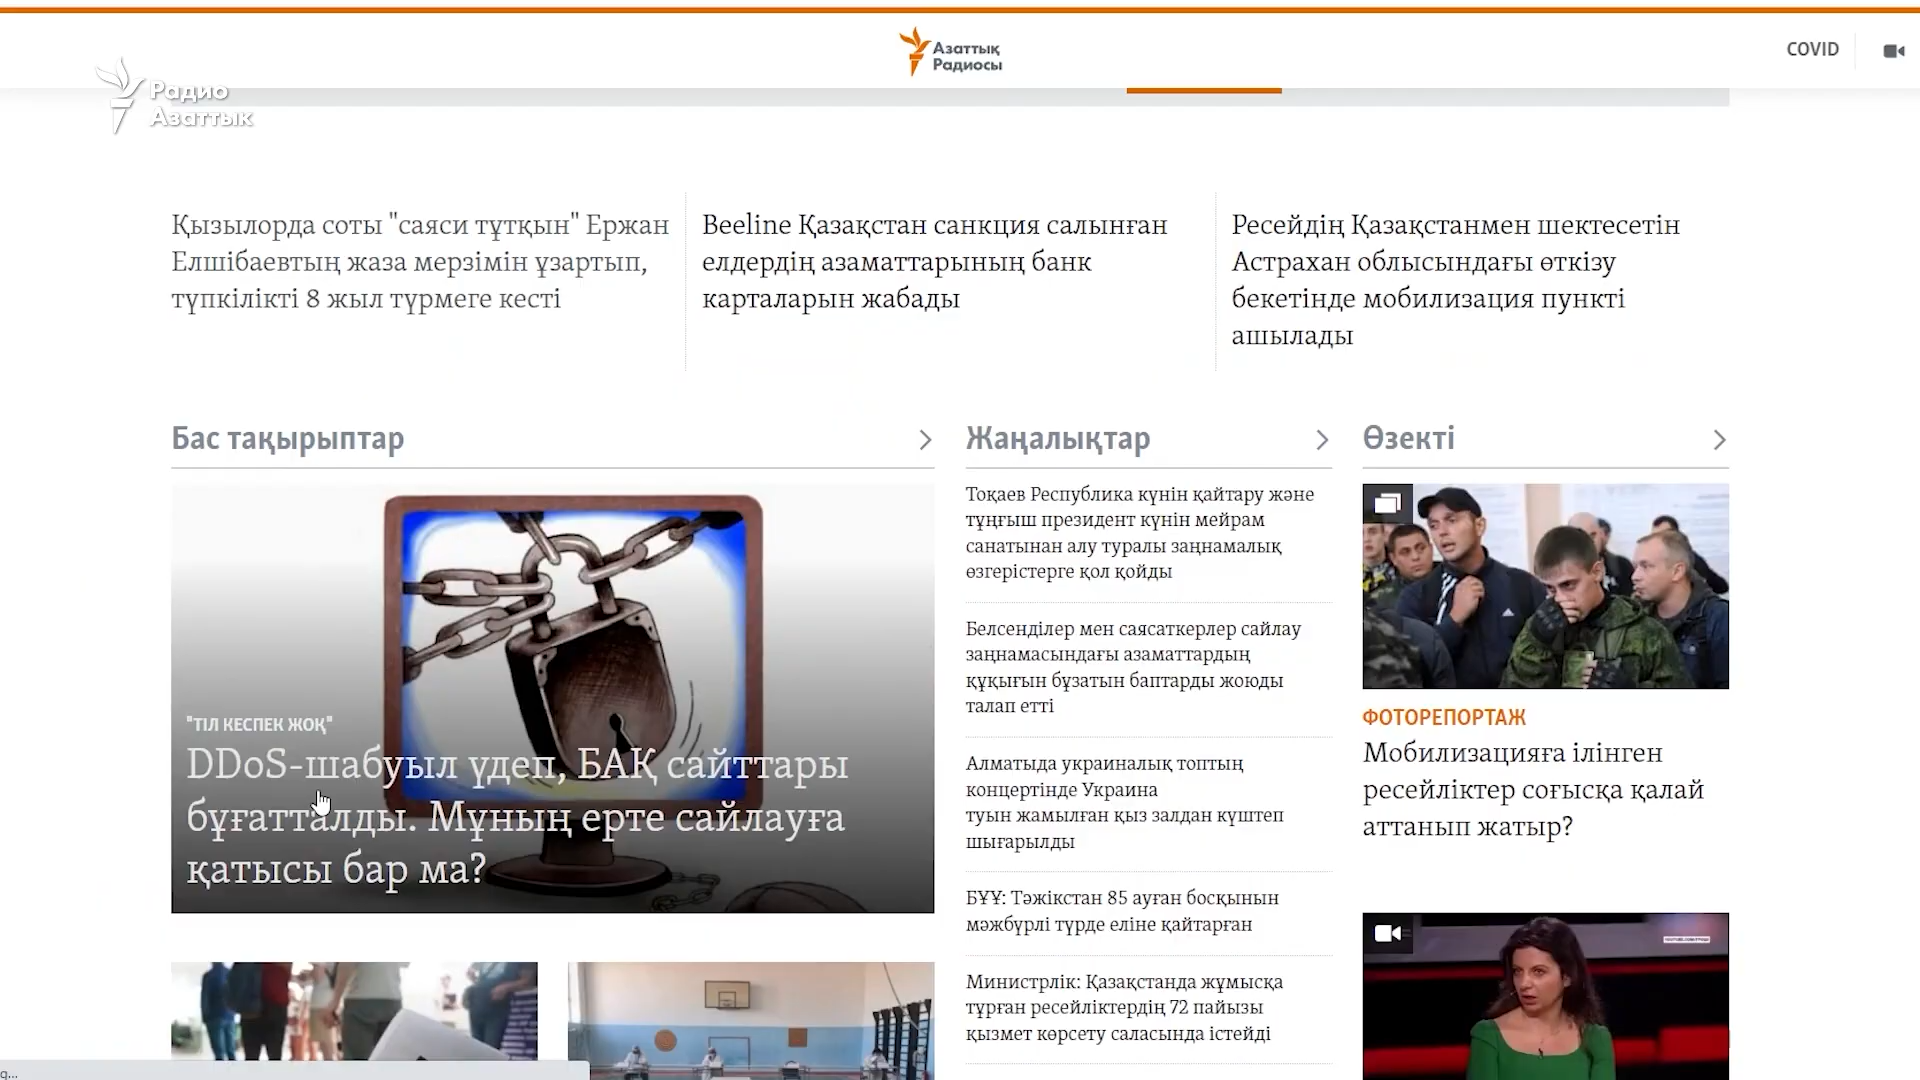 Азаттық
Радиосы
COVID
Радио
Азаттык
Қызылорда соты "саяси тұтқын" Ержан
Елшібаевтың жаза мерзімін ұзартып,
түпкілікті 8 жыл түрмеге кесті
Beeline Қазақстан санкция салынған
елдердің азаматтарының банк
карталарын жабады
Ресейдің Қазақстанмен шектесетін
Астрахан облысындағы өткізу
бекетінде мобилизация пункті
ашылады
Бас тақырыптар
"ТІЛ КЕСПЕК ЖОҚ"
DDoS-шабуыл үдеп, БАҚ сайттары
бұғатталды. Мұның ерте сайлауға
қатысы бар ма?
Жаңалықтар
Тоқаев Республика күнін қайтару және
тұңғыш президент күнін мейрам
санатынан алу туралы заңнамалық
өзгерістерге қол қойды
Белсенділер мен саясаткерлер сайлау
заңнамасындағы азаматтардың
құқығын бұзатын баптарды жоюды
талап етті
Алматыда украиналық топтың
концертінде Украина
туын жамылған қыз залдан күштеп
шығарылды
БҰҰ: Тәжікстан 85 ауған босқынын
мәжбүрлі түрде еліне қайтарған
Министрлік: Қазақстанда жұмысқа
тұрған ресейліктердің 72 пайызы
қызмет көрсету саласында істейді
Өзекті
ФОТОРЕПОРТАЖ
Мобилизацияға ілінген
ресейліктер соғысқа қалай
аттанып жатыр?
q...